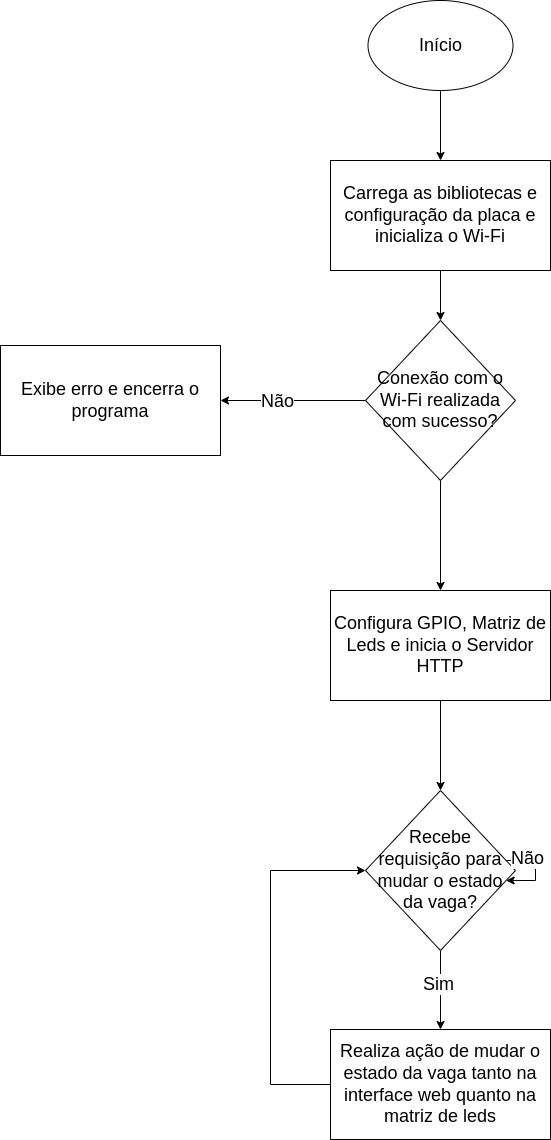 Início
Carrega as bibliotecas e
configuração da placa e
inicializa o Wi-Fi
Conexão com o
Wi-Fi realizada
com sucesso?
Não
Exibe erro e encerra o
programa
Configura GPIO, Matriz de
Leds e inicia o Servidor
HTTP
Recebe
requisição para
mudar o estado
da vaga?
Não
Sim
Realiza ação de mudar o
estado da vaga tanto na
interface web quanto na
matriz de leds